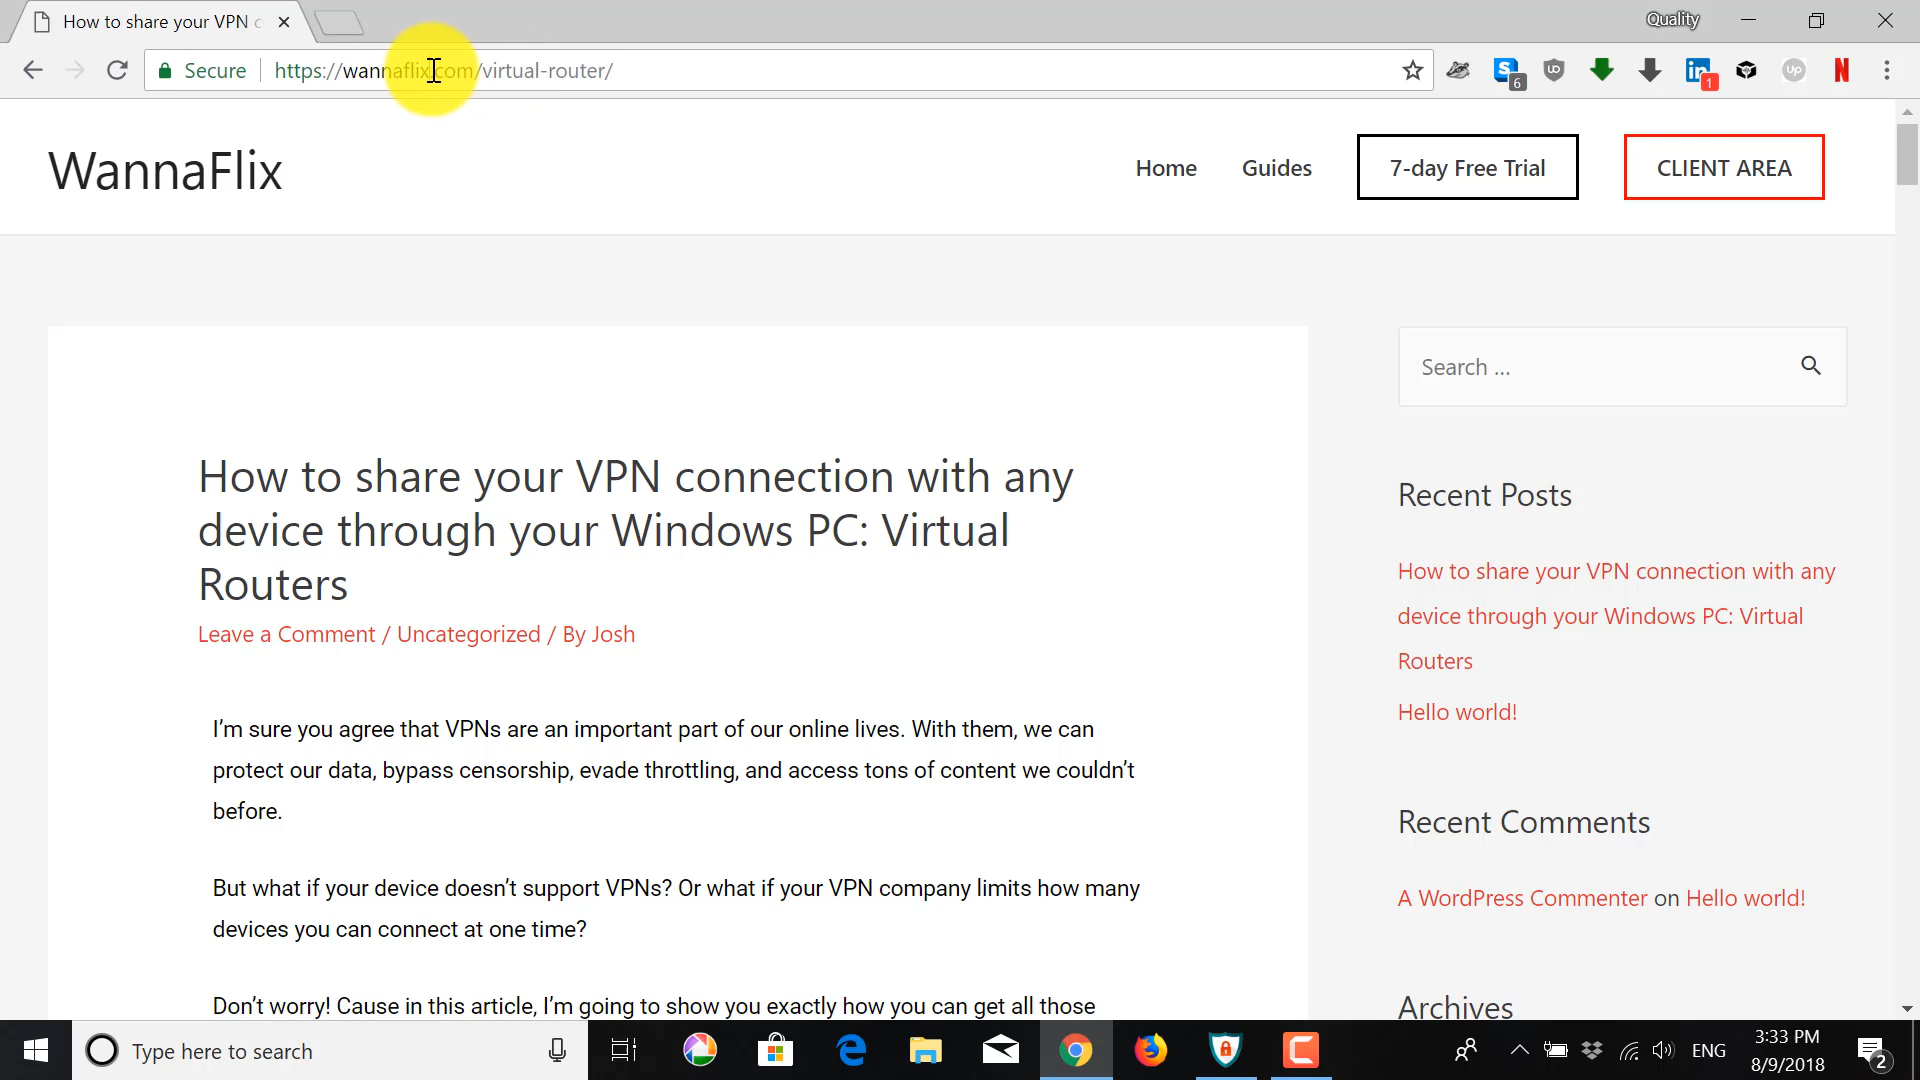 How to share your VPN c
Quality
Secure
https://wannaflix.com/virtual-router/
6
1
WannaFlix
Home
Guides
7-day Free Trial
CLIENT AREA
Search ...
How to share your VPN connection with any
device through your Windows PC: Virtual
Routers
Leave a Comment / Uncategorized / By Josh
I’m sure you agree that VPNs are an important part of our online lives. With them, we can
protect our data, bypass censorship, evade throttling, and access tons of content we couldn’t
before.
But what if your device doesn’t support VPNs? Or what if your VPN company limits how many
devices you can connect at one time?
Don’t worry! Cause in this article, I’m going to show you exactly how you can get all those
Recent Posts
How to share your VPN connection with any
device through your Windows PC: Virtual
Routers
Hello world!
Recent Comments
A WordPress Commenter on Hello world!
Archives
Type here to search
ENG
3:33 PM
8/9/2018
2